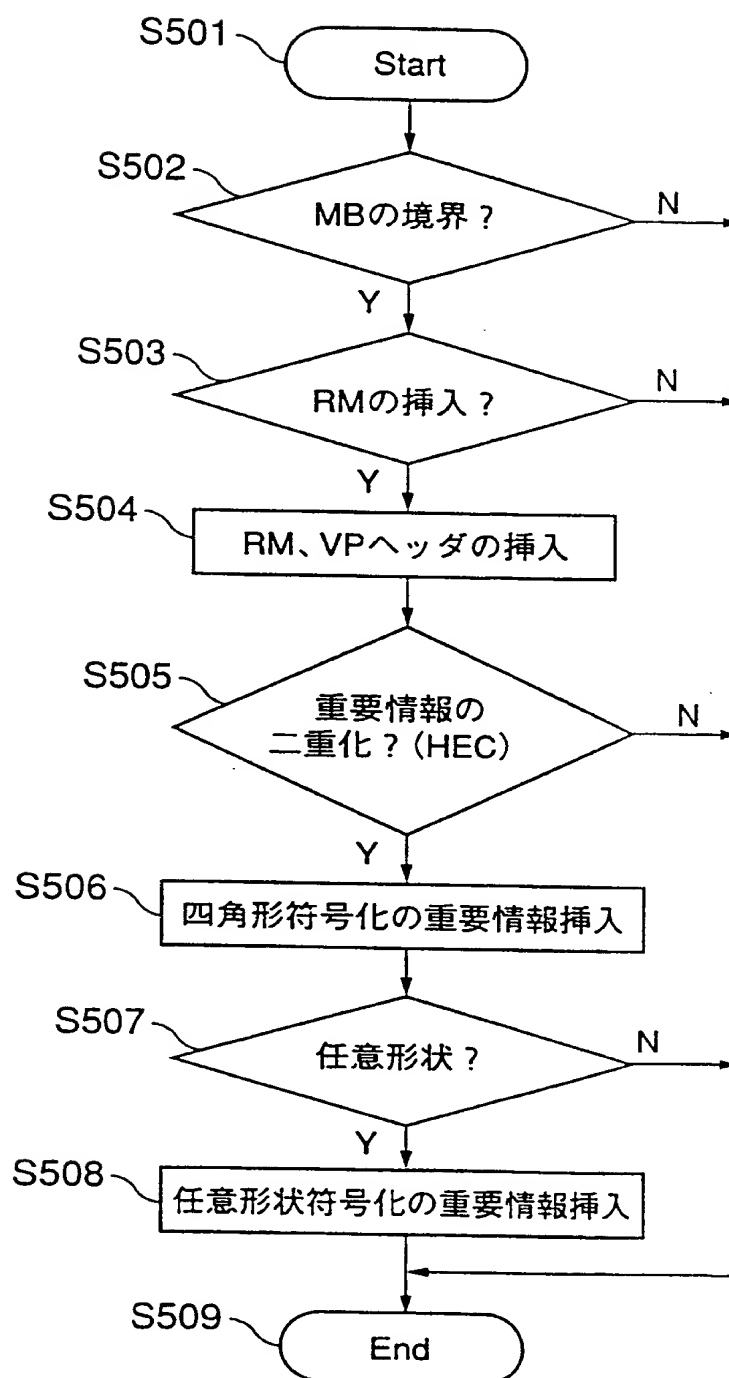 S501
Start
S502
MBの境界?
N
Y
S503
RMの挿入?
N
Y
S504
RM、VPヘッダの挿入
S505
重要情報の
二重化?(HEC)
N
Y
S506
四角形符号化の重要情報挿入
S507
任意形状?
N
Y
S508
任意形状符号化の重要情報挿入
S509
End